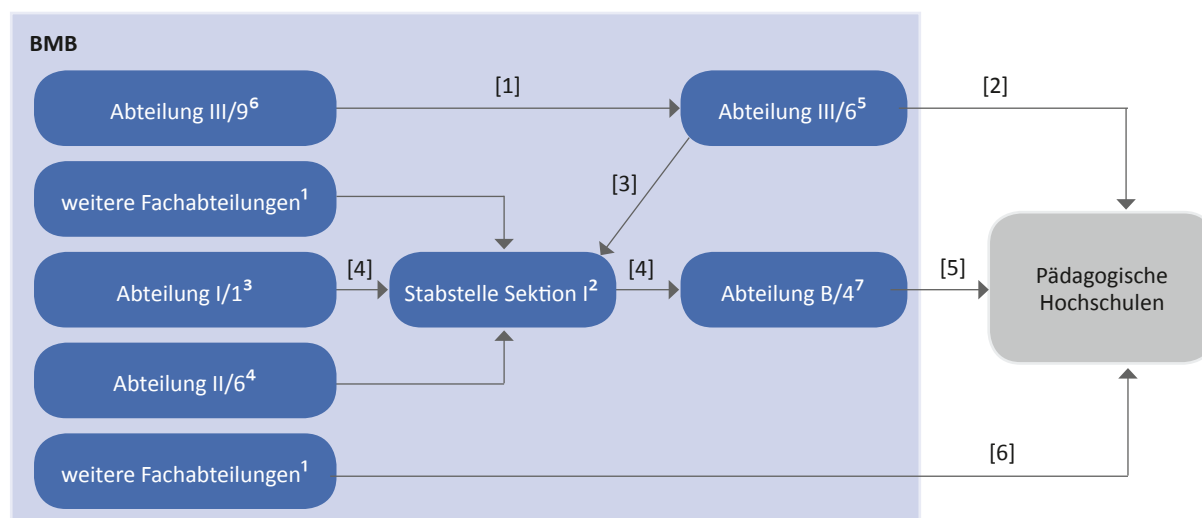 BMB
Abteilung III/9⁶
[1]
Abteilung III/6⁵
[2]
weitere Fachabteilungen¹
[3]
Abteilung I/1³
[4]
Stabstelle Sektion I²
[4]
Abteilung B/4⁷
[5]
Pädagogische
Hochschulen
Abteilung II/6⁴
weitere Fachabteilungen¹
[6]